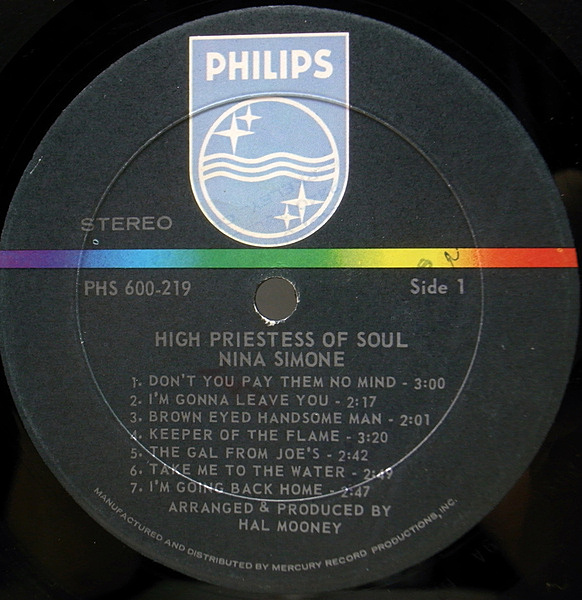 PHILIPS
STEREO
PHS 600-219
Side 1
HIGH PRIESTESS OF SOUL
NINA SIMONE
1. DON'T YOU PAY THEM NO MIND - 3:00
2. I'M GONNA LEAVE YOU - 2:17
3. BROWN EYED HANDSOME MAN - 2:01
4. KEEPER OF THE FLAME - 3:20
5. THE GAL FROM JOE'S - 2:42
6. TAKE ME TO THE WATER - 2:49
7. I'M GOING BACK HOME - 2:47
ARRANGED & PRODUCED BY
HAL MOONEY
MANUFACTURED AND DISTRIBUTED BY MERCURY RECORD PRODUCTIONS, INC.